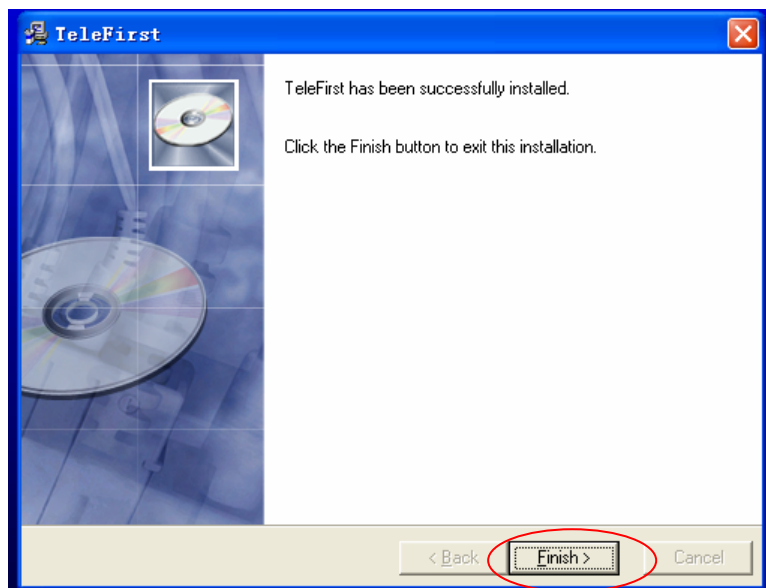 TeleFirst
TeleFirst has been successfully installed.
Click the Finish button to exit this installation.
< Back Finish > Cancel